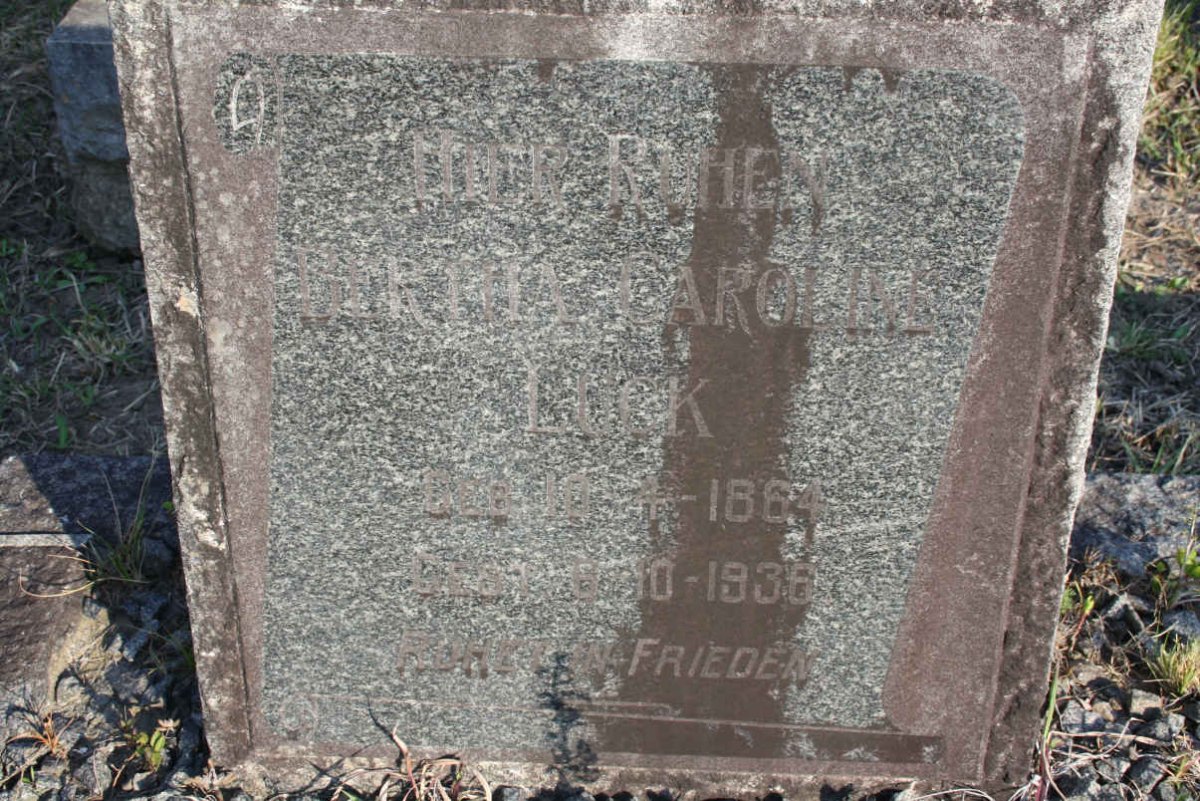 HIER RUHEN
BERTHA CAROLINE
LUCK
GEB. 10-4-1864
GEST. 6-10-1936
RUHET IN FRIEDEN